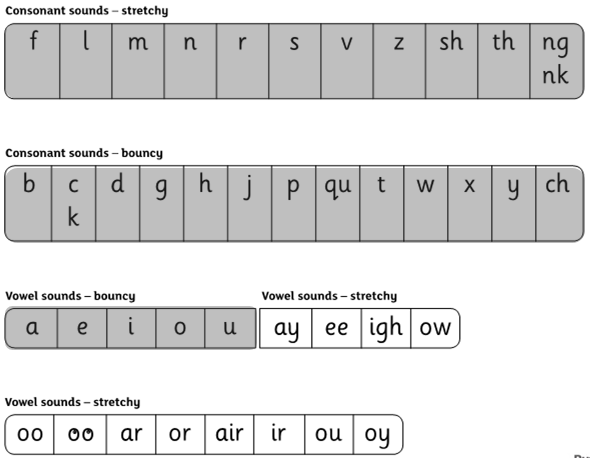 Consonant sounds – stretchy
f l m n r s v z sh th ng
nk
Consonant sounds – bouncy
b c d g h j p qu t w x y ch
k
Vowel sounds – bouncy Vowel sounds – stretchy
a e i o u ay ee igh ow
Vowel sounds – stretchy
oo oo ar or air ir ou oy